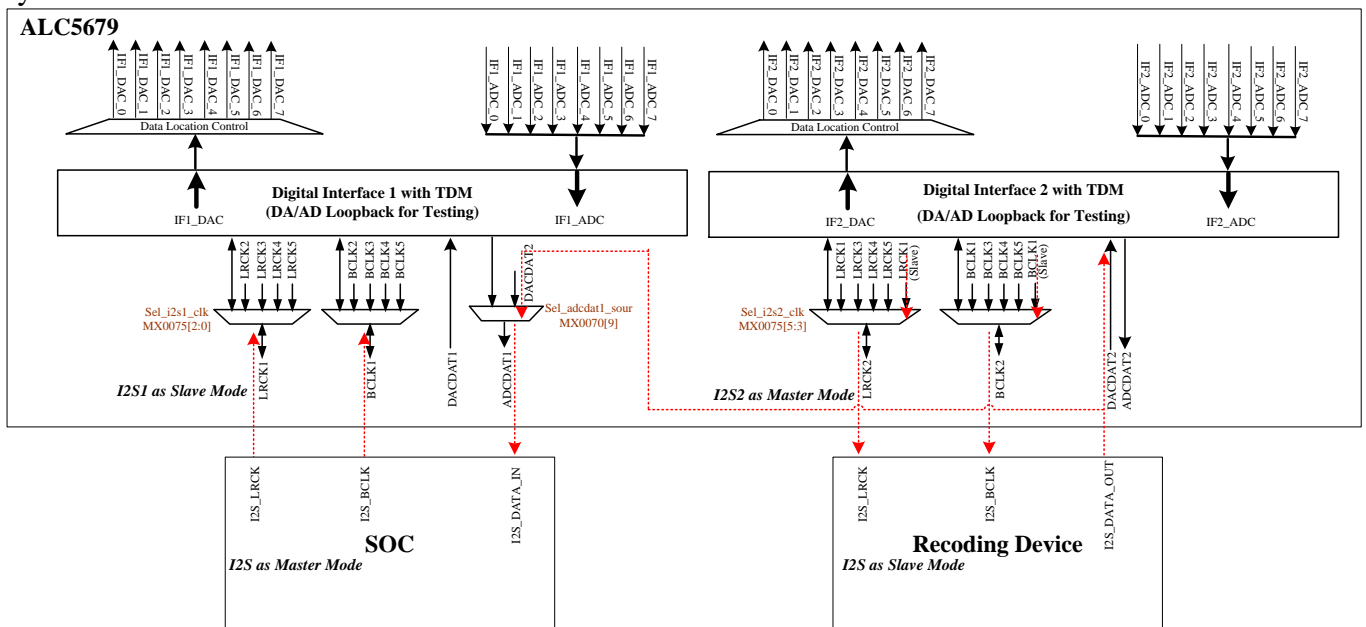 ALC5679
IF1_DAC_0
IF1_DAC_1
IF1_DAC_2
IF1_DAC_3
IF1_DAC_4
IF1_DAC_5
IF1_DAC_6
IF1_DAC_7
Data Location Control
IF1_ADC_0
IF1_ADC_1
IF1_ADC_2
IF1_ADC_3
IF1_ADC_4
IF1_ADC_5
IF1_ADC_6
IF1_ADC_7
IF2_DAC_0
IF2_DAC_1
IF2_DAC_2
IF2_DAC_3
IF2_DAC_4
IF2_DAC_5
IF2_DAC_6
IF2_DAC_7
Data Location Control
IF2_ADC_0
IF2_ADC_1
IF2_ADC_2
IF2_ADC_3
IF2_ADC_4
IF2_ADC_5
IF2_ADC_6
IF2_ADC_7
Digital Interface 1 with TDM
(DA/AD Loopback for Testing)
IF1_DAC
IF1_ADC
Digital Interface 2 with TDM
(DA/AD Loopback for Testing)
IF2_DAC
IF2_ADC
LRCK2
LRCK3
LRCK4
LRCK5
BCLK2
BCLK3
BCLK4
BCLK5
DACDAT2
LRCK1
LRCK3
LRCK4
LRCK5
LRCK1
(Slave)
BCLK1
BCLK3
BCLK4
BCLK5
BCLK1
(Slave)
Sel_i2s1_clk
MX0075[2:0]
Sel_adcdat1_sour
MX0070[9]
Sel_i2s2_clk
MX0075[5:3]
I2S1 as Slave Mode
LRCK1
BCLK1
DACDAT1
ADCDAT1
I2S2 as Master Mode
LRCK2
BCLK2
DACDAT2
ADCDAT2
I2S_LRCK
I2S_BCLK
I2S_DATA_IN
SOC
I2S as Master Mode
I2S_LRCK
I2S_BCLK
I2S_DATA_OUT
Recoding Device
I2S as Slave Mode